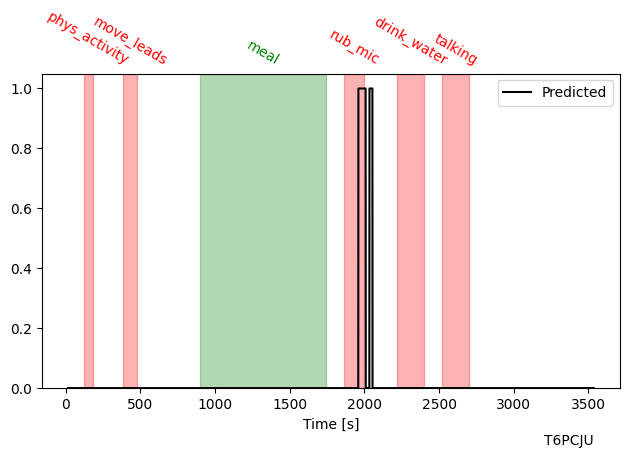 phys_activity
move_leads
meal
rub_mic
drink_water
talking
Predicted
1.0
0.8
0.6
0.4
0.2
0.0
0
500
1000
1500
2000
2500
3000
3500
Time [s]
T6PCJU